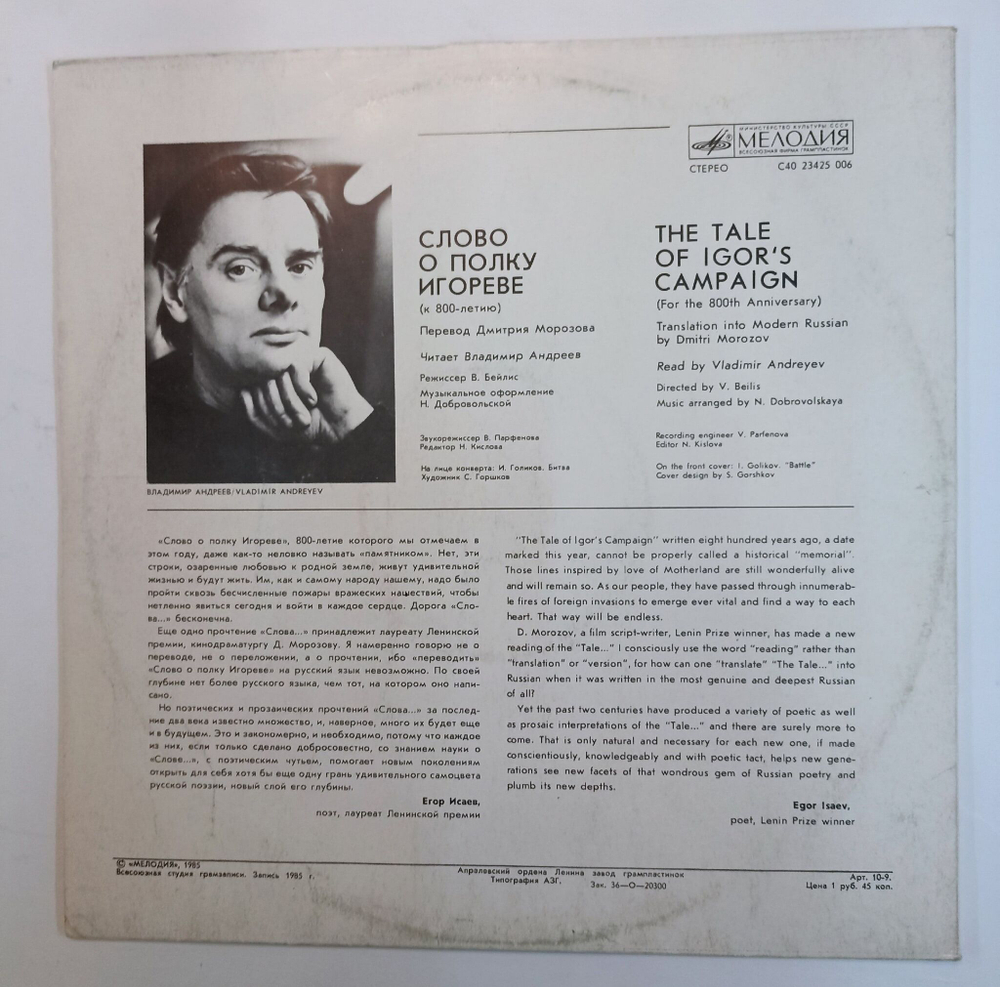 МИНИСТЕРСТВО КУЛЬТУРЫ СССР
МЕЛОДИЯ
ВСЕСОЮЗНАЯ ФИРМА ГРАМПЛАСТИНОК
СТЕРЕО С40 23425 006
СЛОВО
О ПОЛКУ
ИГОРЕВЕ
(к 800-летию)
Перевод Дмитрия Морозова
Читает Владимир Андреев
Режиссер В. Бейлис
Музыкальное оформление
Н. Добровольской
Звукорежиссер В. Парфенова
Редактор Н. Кислова
На лице конверта: И. Голиков. Битва
Художник С. Горшков
THE TALE
OF IGOR'S
CAMPAIGN
(For the 800th Anniversary)
Translation into Modern Russian
by Dmitri Morozov
Read by Vladimir Andreyev
Directed by V. Beilis
Music arranged by N. Dobrovolskaya
Recording engineer V. Parfenova
Editor N. Kislova
On the front cover: I. Golikov. "Battle"
Cover design by S. Gorshkov
ВЛАДИМИР АНДРЕЕВ/VLADIMIR ANDREYEV
«Слово о полку Игореве», 800-летие которого мы отмечаем в
этом году, даже как-то неловко называть «памятником». Нет, эти
строки, озаренные любовью к родной земле, живут удивительной
жизнью и будут жить. Им, как и самому народу нашему, надо было
пройти сквозь бесчисленные пожары вражеских нашествий, чтобы
нетленно явиться сегодня и войти в каждое сердце. Дорога «Сло-
ва...» бесконечна.
Еще одно прочтение «Слова...» принадлежит лауреату Ленинской
премии, кинодраматургу Д. Морозову. Я намеренно говорю не о
переводе, не о переложении, а о прочтении, ибо «переводить»
«Слово о полку Игореве» на русский язык невозможно. По своей
глубине нет более русского языка, чем тот, на котором оно напи-
сано.
Но поэтических и прозаических прочтений «Слова...» за послед-
ние два века известно множество, и, наверное, много их будет еще
и в будущем. Это и закономерно, и необходимо, потому что каждое
из них, если только сделано добросовестно, со знанием науки о
«Слове...», с поэтическим чутьем, помогает новым поколениям
открыть для себя хотя бы еще одну грань удивительного самоцвета
русской поэзии, новый слой его глубины.
Егор Исаев,
поэт, лауреат Ленинской премии
"The Tale of Igor's Campaign" written eight hundred years ago, a date
marked this year, cannot be properly called a historical "memorial".
Those lines inspired by love of Motherland are still wonderfully alive
and will remain so. As our people, they have passed through innumerab-
le fires of foreign invasions to emerge ever vital and find a way to each
heart. That way will be endless.
D. Morozov, a film script-writer, Lenin Prize winner, has made a new
reading of the "Tale..." I consciously use the word "reading" rather than
"translation" or "version", for how can one "translate" "The Tale..." into
Russian when it was written in the most genuine and deepest Russian
of all?
Yet the past two centuries have produced a variety of poetic as well
as prosaic interpretations of the "Tale..." and there are surely more to
come. That is only natural and necessary for each new one, if made
conscientiously, knowledgeably and with poetic tact, helps new gene-
rations see new facets of that wondrous gem of Russian poetry and
plumb its new depths.
Egor Isaev,
poet, Lenin Prize winner
© «МЕЛОДИЯ», 1985
Всесоюзная студия грамзаписи. Запись 1985 г.
Апрелевский ордена Ленина завод грампластинок
Типография АЗГ. Зак. 36—О—20300
Арт. 10-9.
Цена 1 руб. 45 коп.